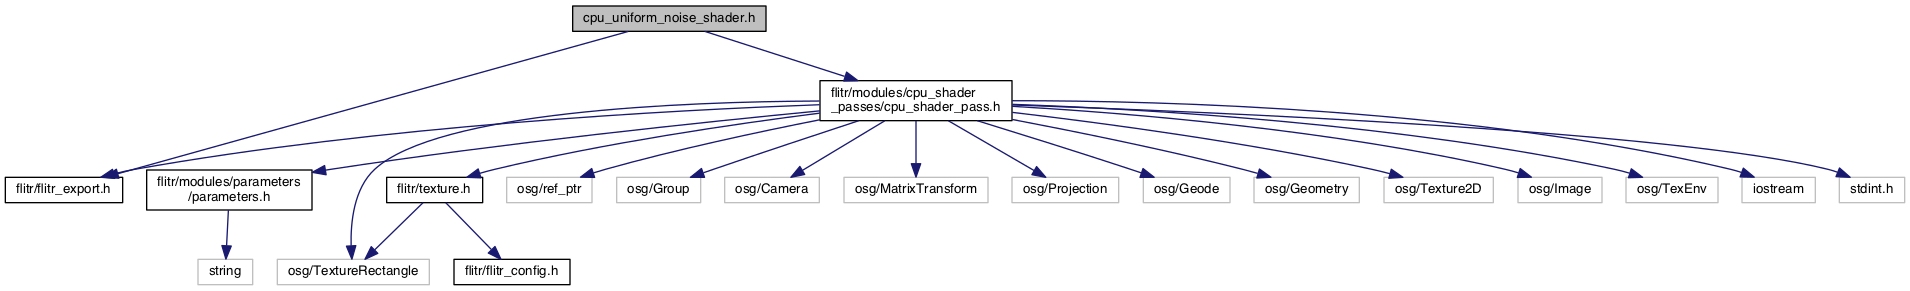 cpu_uniform_noise_shader.h
flitr/modules/cpu_shader
_passes/cpu_shader_pass.h
flitr/flitr_export.h
flitr/modules/parameters
/parameters.h
flitr/texture.h
osg/ref_ptr
osg/Group
osg/Camera
osg/MatrixTransform
osg/Projection
osg/Geode
osg/Geometry
osg/Texture2D
osg/Image
osg/TexEnv
iostream
stdint.h
string
osg/TextureRectangle
flitr/flitr_config.h